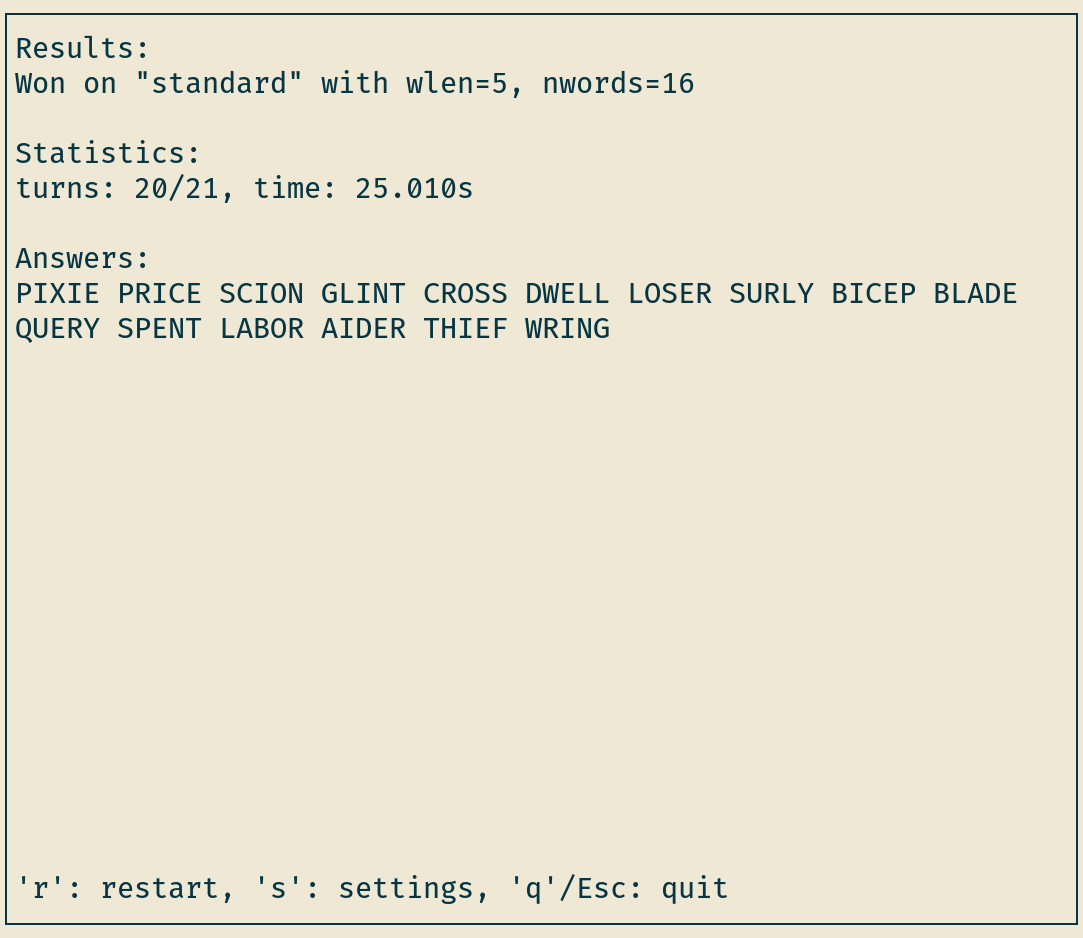 Results:
Won on "standard" with wlen=5, nwords=16
Statistics:
turns: 20/21, time: 25.010s
Answers:
PIXIE PRICE SCION GLINT CROSS DWELL LOSER SURLY BICEP BLADE
QUERY SPENT LABOR AIDER THIEF WRING
'r': restart, 's': settings, 'q'/Esc: quit